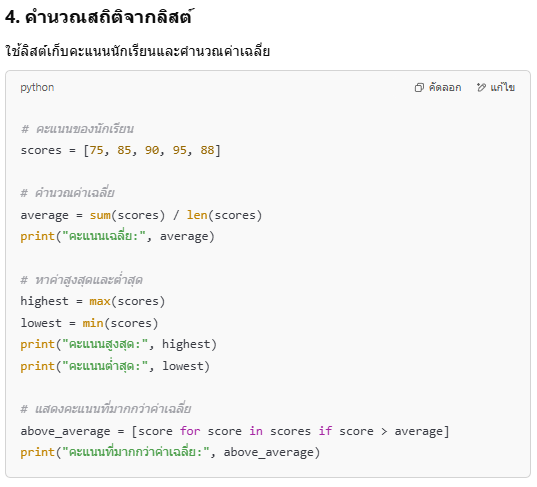 4. คำนวณสถิติจากลิสต์
ใช้ลิสต์เก็บคะแนนนักเรียนและคำนวณค่าเฉลี่ย
python
คัดลอก
แก้ไข
# คะแนนของนักเรียน
scores = [75, 85, 90, 95, 88]
# คำนวณค่าเฉลี่ย
average = sum(scores) / len(scores)
print("คะแนนเฉลี่ย:", average)
# หาค่าสูงสุดและต่ำสุด
highest = max(scores)
lowest = min(scores)
print("คะแนนสูงสุด:", highest)
print("คะแนนต่ำสุด:", lowest)
# แสดงคะแนนที่มากกว่าค่าเฉลี่ย
above_average = [score for score in scores if score > average]
print("คะแนนที่มากกว่าค่าเฉลี่ย:", above_average)